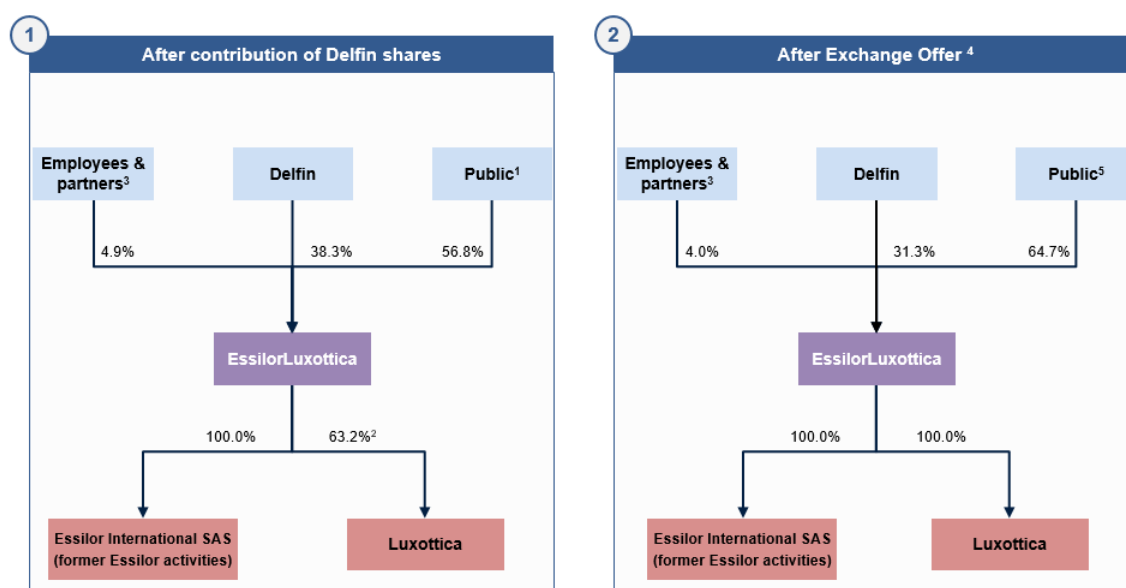 1
After contribution of Delfin shares
Employees &
partners³
Delfin
Public¹
4.9%
38.3%
56.8%
EssilorLuxottica
100.0%
63.2%²
Essilor International SAS
(former Essilor activities)
Luxottica
2
After Exchange Offer ⁴
Employees &
partners³
Delfin
Public⁵
4.0%
31.3%
64.7%
EssilorLuxottica
100.0%
100.0%
Essilor International SAS
(former Essilor activities)
Luxottica